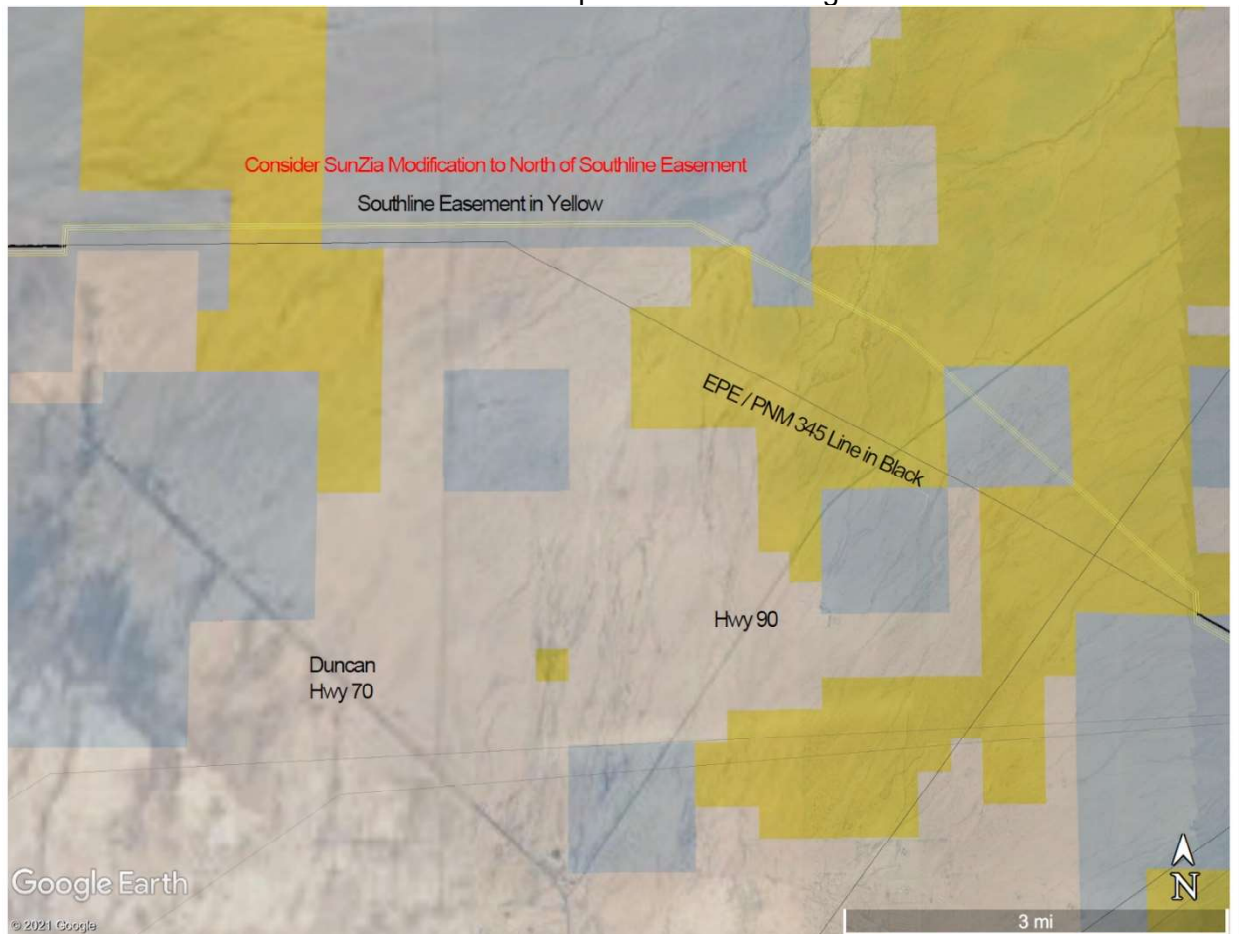 Consider SunZia Modification to North of Southline Easement
Southline Easement in Yellow
EPE / PNM 345 Line in Black
Hwy 90
Duncan
Hwy 70
Google Earth
N
© 2021 Google
3 mi